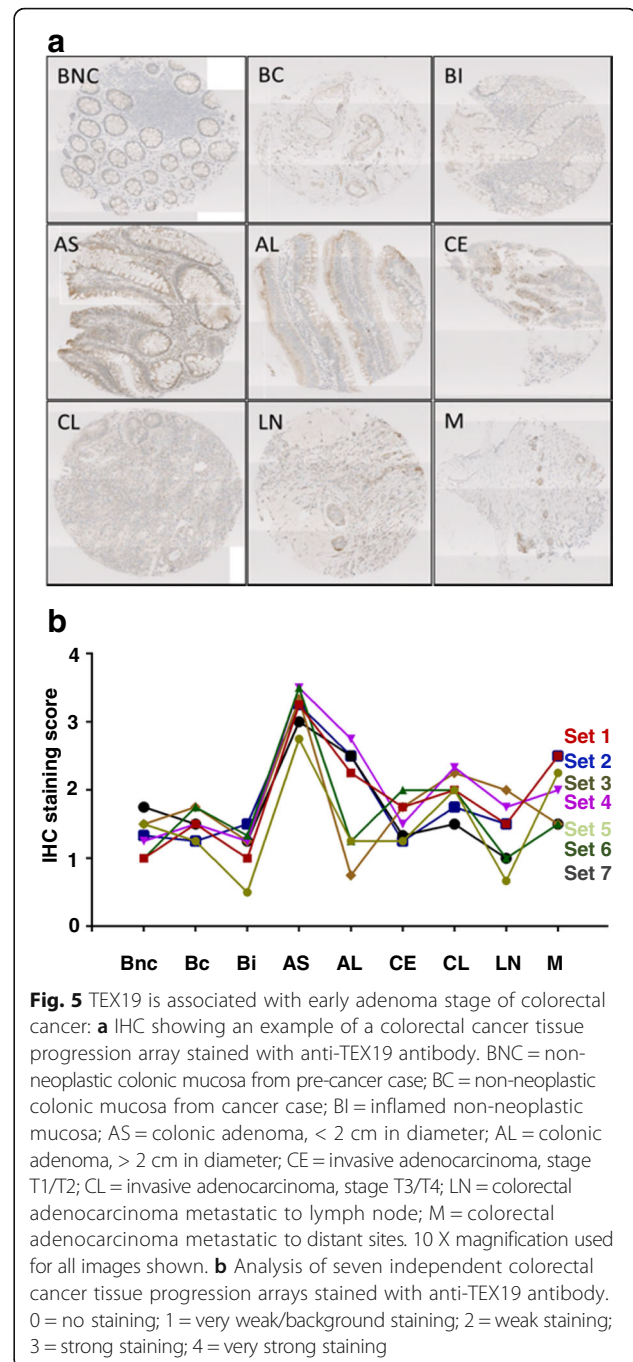 a
BNC
BC
BI
AS
AL
CE
CL
LN
M
b
4
3
2
1
0
IHC staining score
Set 1
Set 2
Set 3
Set 4
Set 5
Set 6
Set 7
Bnc Bc Bi AS AL CE CL LN M
Fig. 5 TEX19 is associated with early adenoma stage of colorectal
cancer: a IHC showing an example of a colorectal cancer tissue
progression array stained with anti-TEX19 antibody. BNC = non-
neoplastic colonic mucosa from pre-cancer case; BC = non-neoplastic
colonic mucosa from cancer case; BI = inflamed non-neoplastic
mucosa; AS = colonic adenoma, < 2 cm in diameter; AL = colonic
adenoma, > 2 cm in diameter; CE = invasive adenocarcinoma, stage
T1/T2; CL = invasive adenocarcinoma, stage T3/T4; LN = colorectal
adenocarcinoma metastatic to lymph node; M = colorectal
adenocarcinoma metastatic to distant sites. 10 X magnification used
for all images shown. b Analysis of seven independent colorectal
cancer tissue progression arrays stained with anti-TEX19 antibody.
0 = no staining; 1 = very weak/background staining; 2 = weak staining;
3 = strong staining; 4 = very strong staining